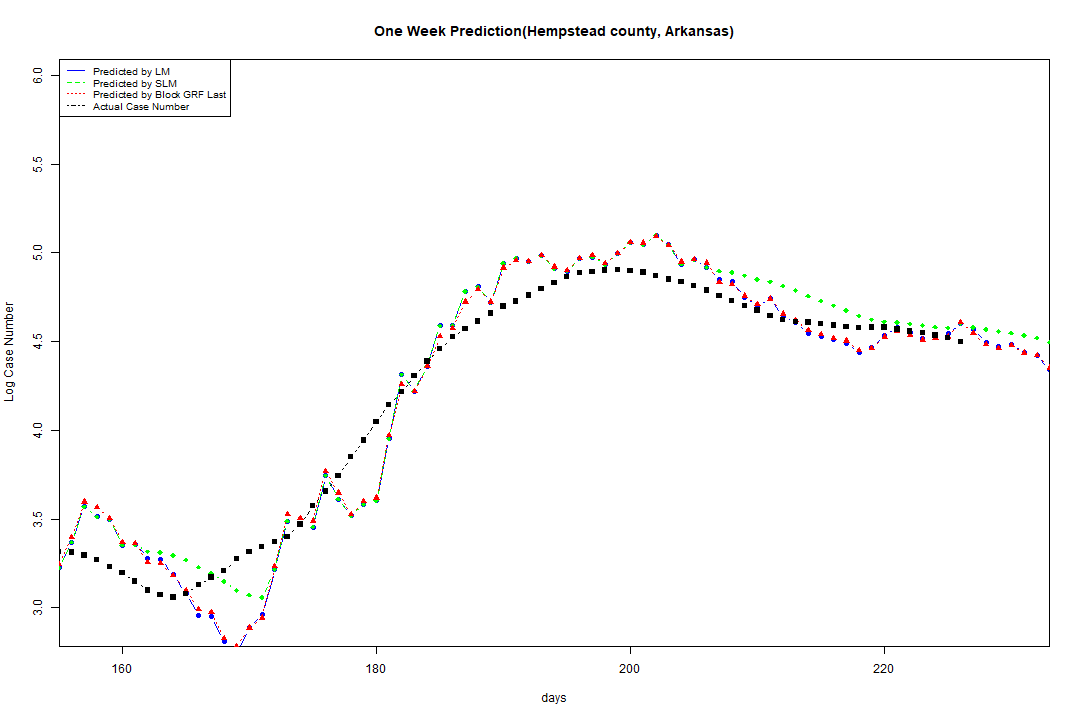 One Week Prediction(Hempstead county, Arkansas)
Predicted by LM
Predicted by SLM
Predicted by Block GRF Last
Actual Case Number
6.0
5.5
5.0
4.5
4.0
3.5
3.0
Log Case Number
160 180 200 220
days